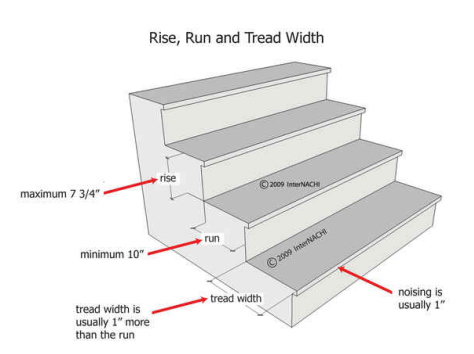 Rise, Run and Tread Width
rise
maximum 7 3/4"
© 2009 InterNACHI
run
minimum 10"
© 2009 InterNACHI
tread width
tread width is
usually 1" more
than the run
noising is
usually 1"